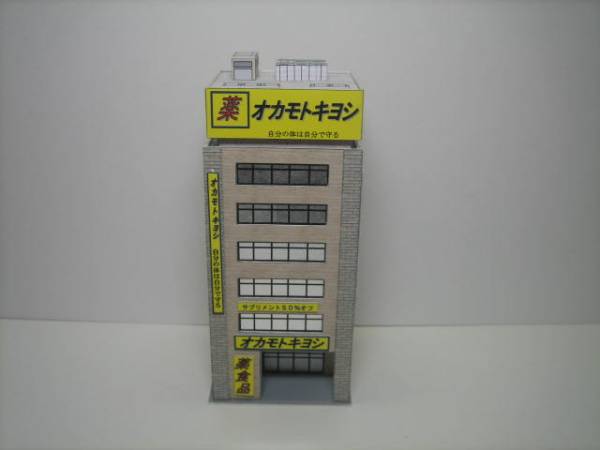 薬 オカモトキヨシ
自分の体は自分で守る
オカモトキヨシ 自分の体は自分で守る
サプリメント50%オフ
オカモトキヨシ
薬食品